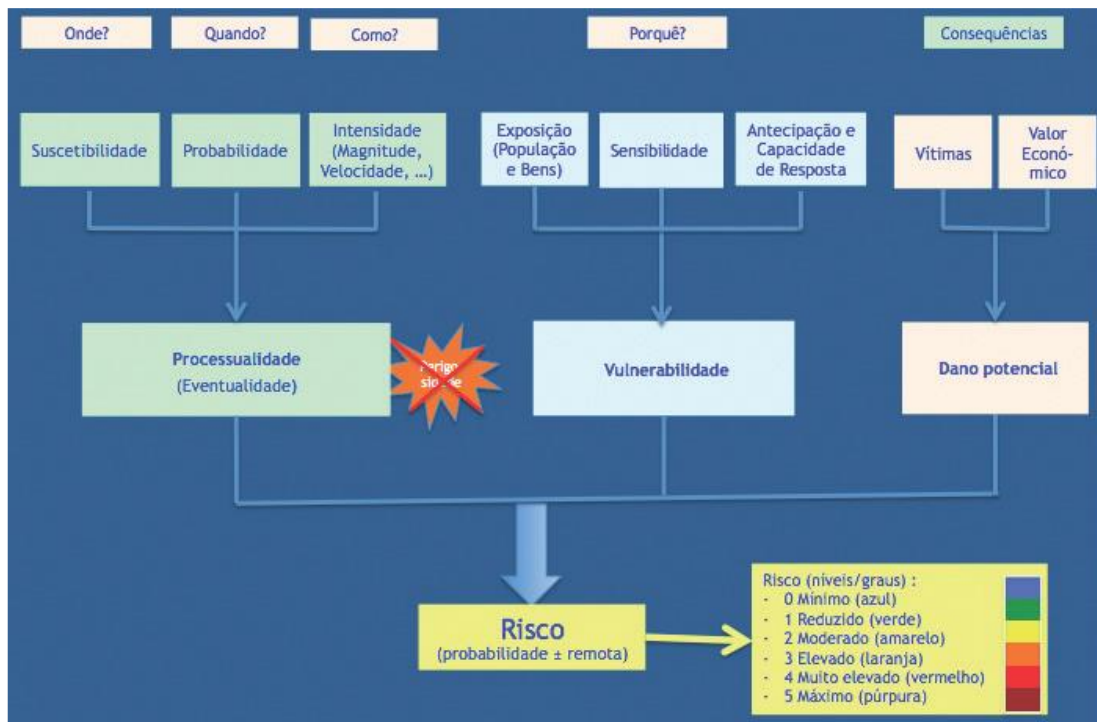 Onde?
Quando?
Como?
Porquê?
Consequências
Suscetibilidade
Probabilidade
Intensidade
(Magnitude,
Velocidade, ...)
Exposição
(População
e Bens)
Sensibilidade
Antecipação e
Capacidade
de Resposta
Vítimas
Valor
Econó-
mico
Processualidade
(Eventualidade)
Perigo
sidade
Vulnerabilidade
Dano potencial
Risco
(probabilidade ± remota)
Risco (níveis/graus) :
- 0 Mínimo (azul)
- 1 Reduzido (verde)
- 2 Moderado (amarelo)
- 3 Elevado (laranja)
- 4 Muito elevado (vermelho)
- 5 Máximo (púrpura)